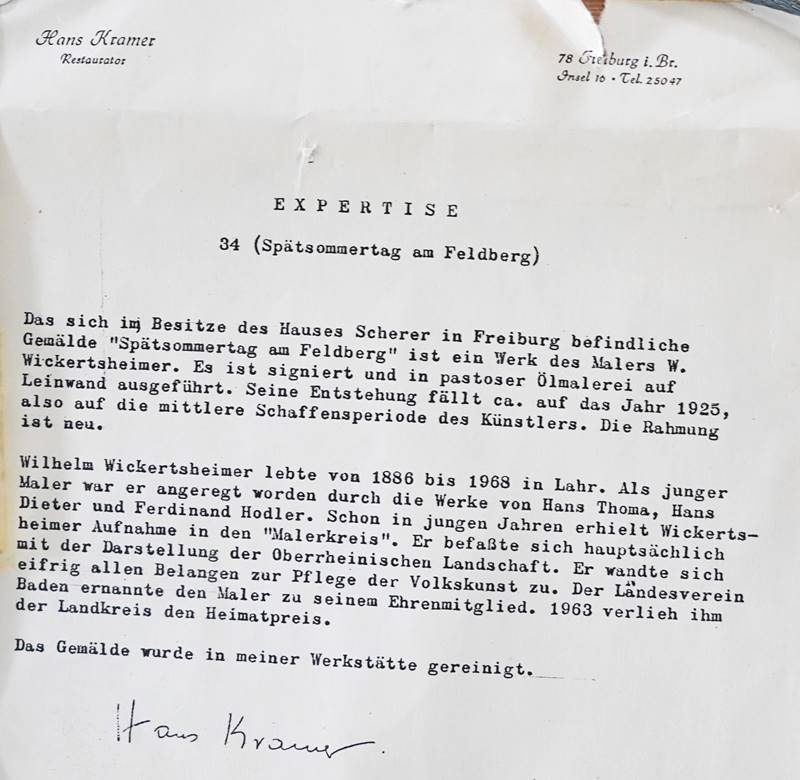 Hans Kramer
Restaurator
78 Freiburg i. Br.
Insel 10 · Tel. 25047
EXPERTISE
34 (Spätsommertag am Feldberg)
Das sich im Besitze des Hauses Scherer in Freiburg befindliche
Gemälde "Spätsommertag am Feldberg" ist ein Werk des Malers W.
Wickertsheimer. Es ist signiert und in pastoser Ölmalerei auf
Leinwand ausgeführt. Seine Entstehung fällt ca. auf das Jahr 1925,
also auf die mittlere Schaffensperiode des Künstlers. Die Rahmung
ist neu.
Wilhelm Wickertsheimer lebte von 1886 bis 1968 in Lahr. Als junger
Maler war er angeregt worden durch die Werke von Hans Thoma, Hans
Dieter und Ferdinand Hodler. Schon in jungen Jahren erhielt Wickerts-
heimer Aufnahme in den "Malerkreis". Er befaßte sich hauptsächlich
mit der Darstellung der Oberrheinischen Landschaft. Er wandte sich
eifrig allen Belangen zur Pflege der Volkskunst zu. Der Ländesverein
Baden ernannte den Maler zu seinem Ehrenmitglied. 1963 verlieh ihm
der Landkreis den Heimatpreis.
Das Gemälde wurde in meiner Werkstätte gereinigt.
Hans Kramer.